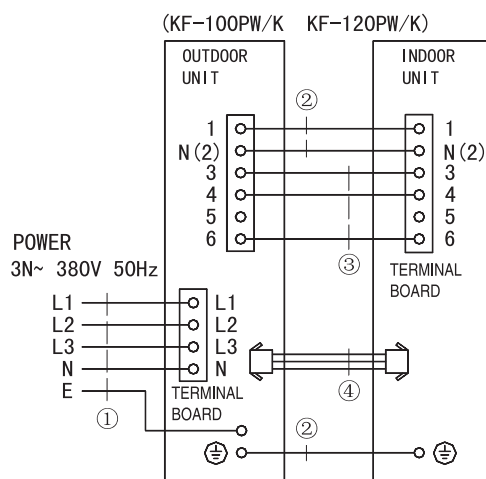 (KF-100PW/K KF-120PW/K)
OUTDOOR
UNIT
INDOOR
UNIT
②
1
1
N(2)
N(2)
3
3
4
4
5
5
6
6
③
TERMINAL
BOARD
POWER
3N~ 380V 50Hz
L1
L1
L2
L2
L3
L3
N
N
E
①
TERMINAL
BOARD
④
②